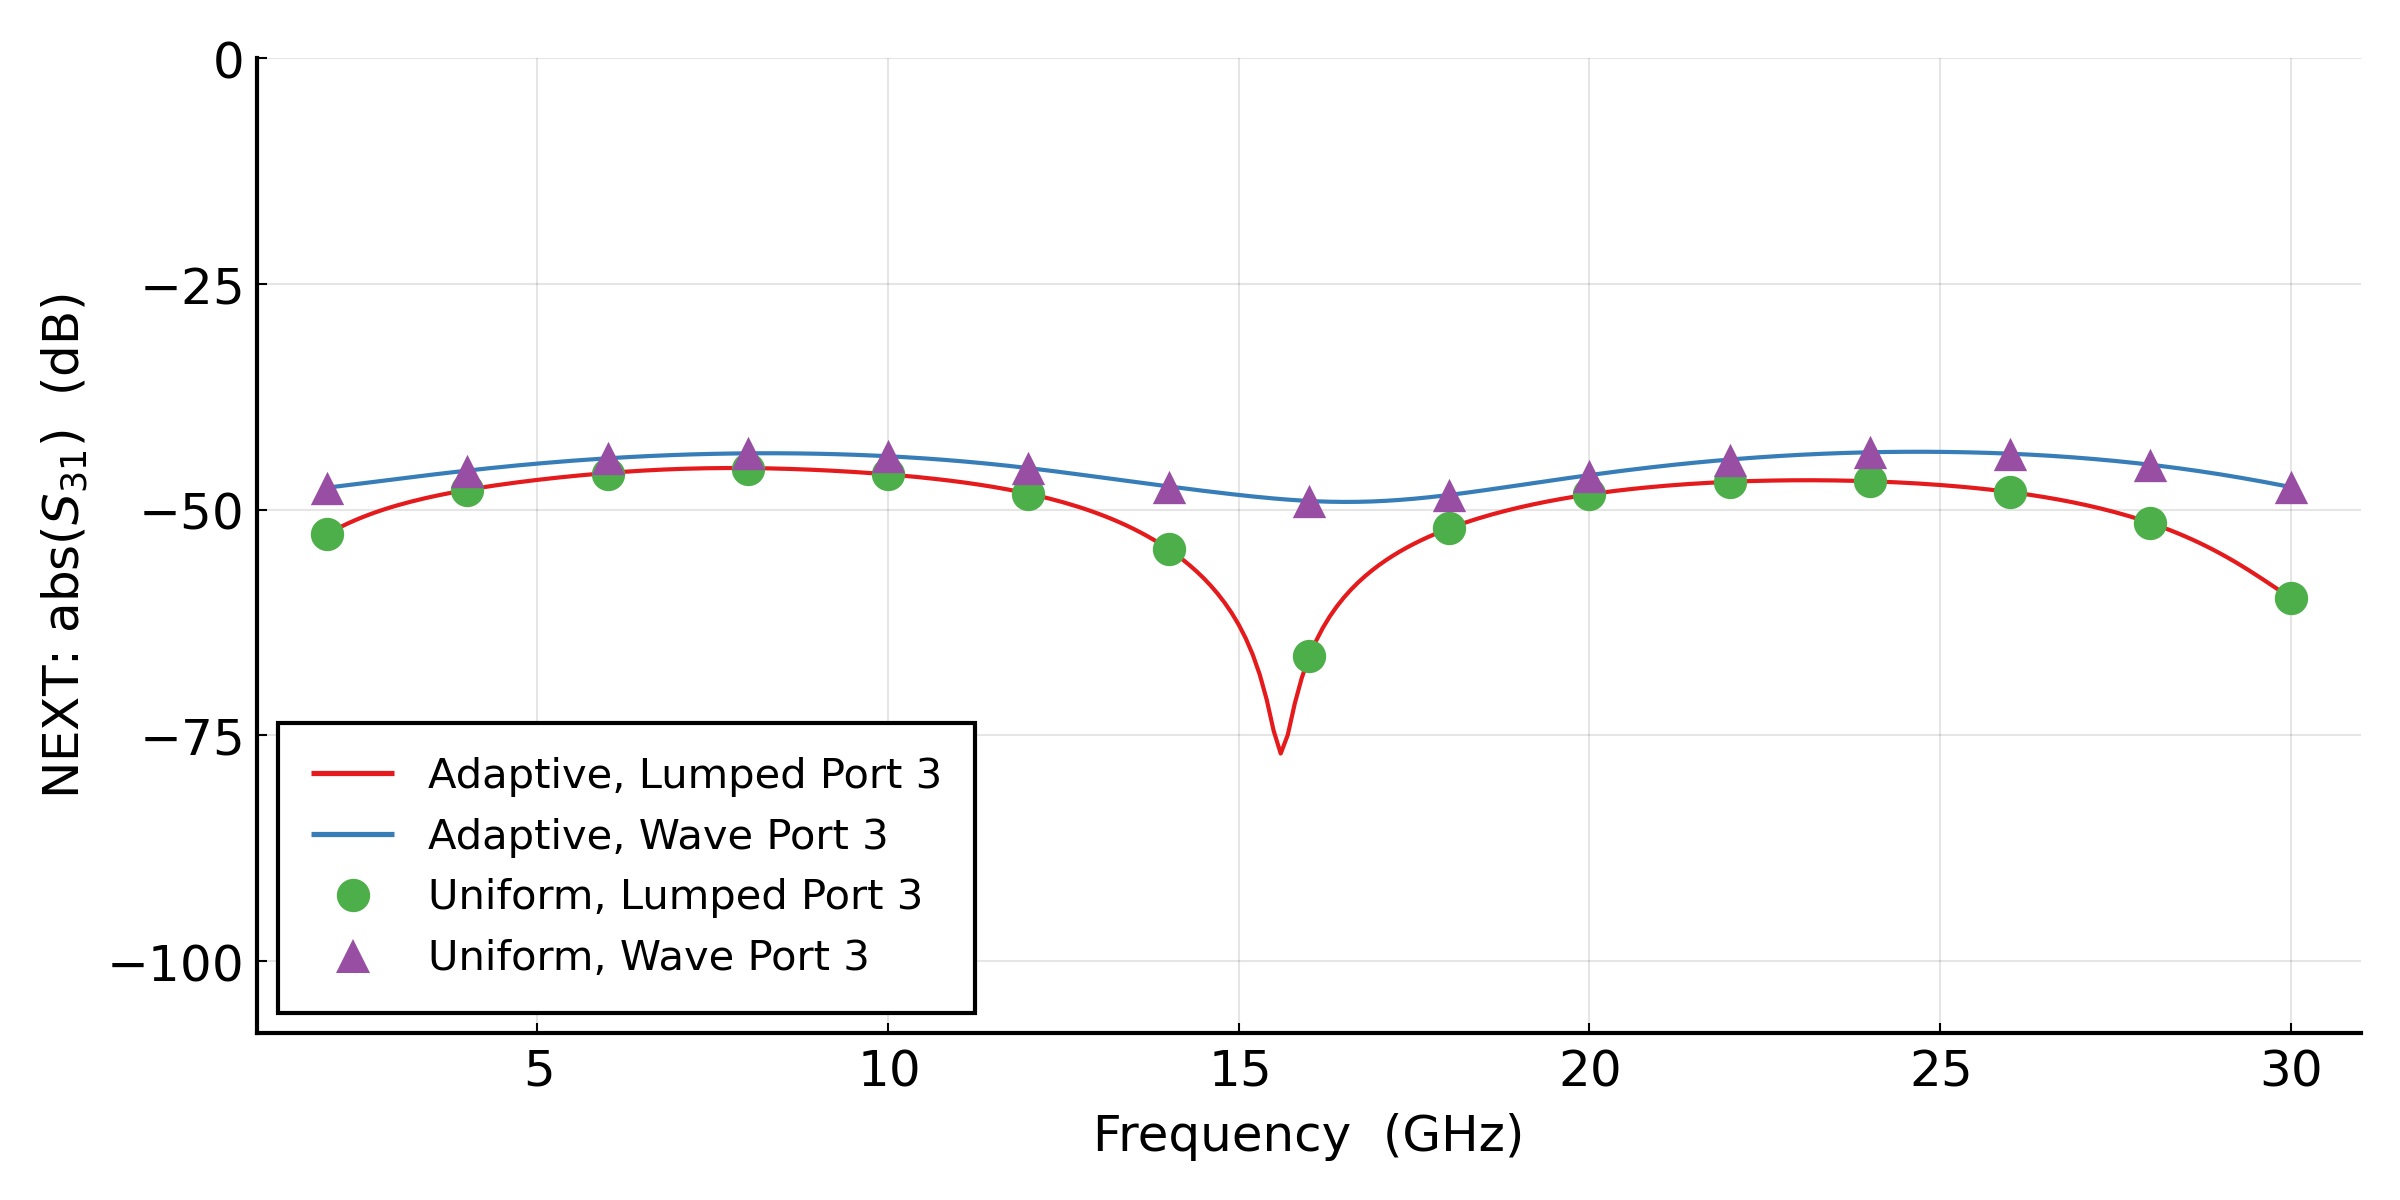 0
−25
−50
−75
−100
NEXT: abs(S₃₁) (dB)
Adaptive, Lumped Port 3
Adaptive, Wave Port 3
Uniform, Lumped Port 3
Uniform, Wave Port 3
5 10 15 20 25 30
Frequency (GHz)